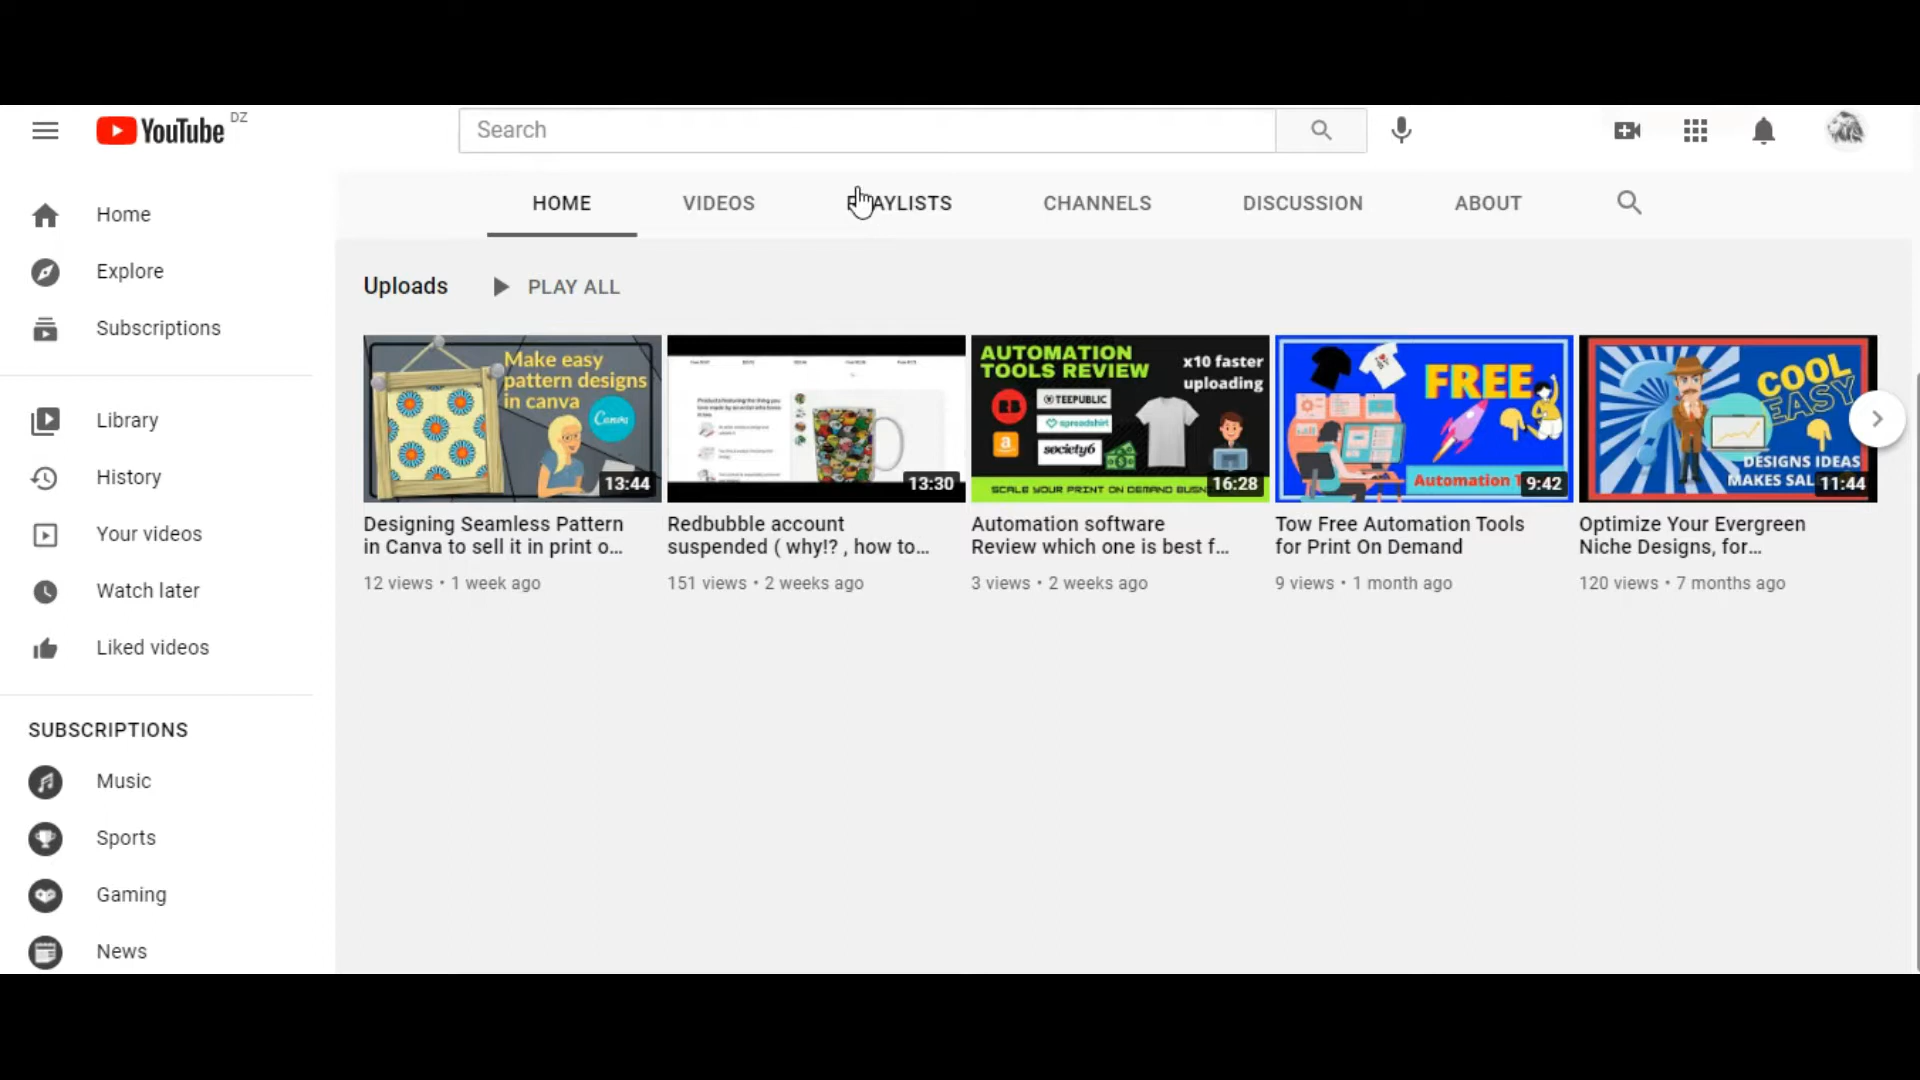 YouTube DZ
Search
HOME VIDEOS PLAYLISTS CHANNELS DISCUSSION ABOUT
Home
Explore
Subscriptions
Library
History
Your videos
Watch later
Liked videos
SUBSCRIPTIONS
Music
Sports
Gaming
News
Uploads PLAY ALL
Make easy
pattern designs
in canva
Canva
13:44
Designing Seamless Pattern
in Canva to sell it in print o...
12 views • 1 week ago
13:30
Redbubble account
suspended ( why!? , how to...
151 views • 2 weeks ago
AUTOMATION
TOOLS REVIEW
x10 faster
uploading
RB
TEEPUBLIC
spreadshirt
a
society6
SCALE YOUR PRINT ON DEMAND
16:28
Automation software
Review which one is best f...
3 views • 2 weeks ago
FREE
Automation
9:42
Tow Free Automation Tools
for Print On Demand
9 views • 1 month ago
COOL
EASY
DESIGNS IDEAS
MAKES
11:44
Optimize Your Evergreen
Niche Designs, for...
120 views • 7 months ago